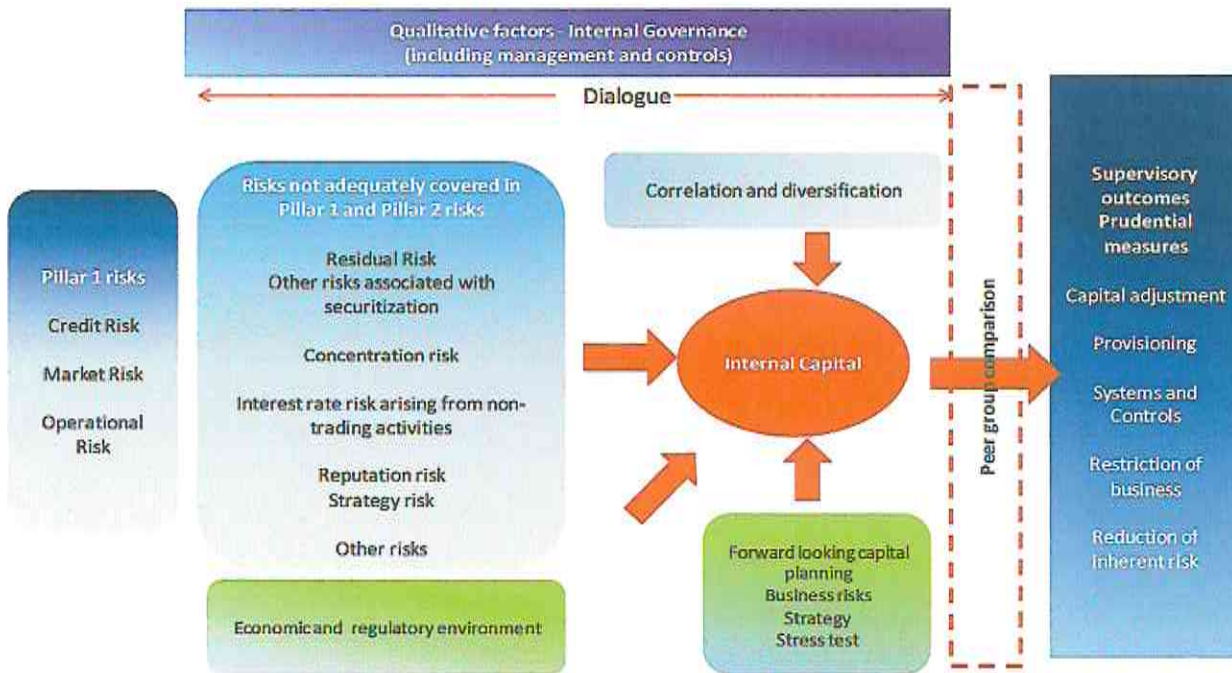 Qualitative factors - Internal Governance
(including management and controls)
Dialogue
Pillar 1 risks
Credit Risk
Market Risk
Operational
Risk
Risks not adequately covered in
Pillar 1 and Pillar 2 risks
Residual Risk
Other risks associated with
securitization
Concentration risk
Interest rate risk arising from non-
trading activities
Reputation risk
Strategy risk
Other risks
Economic and regulatory environment
Correlation and diversification
Internal Capital
Forward looking capital
planning
Business risks
Strategy
Stress test
Peer group comparison
Supervisory
outcomes
Prudential
measures
Capital adjustment
Provisioning
Systems and
Controls
Restriction of
business
Reduction of
inherent risk